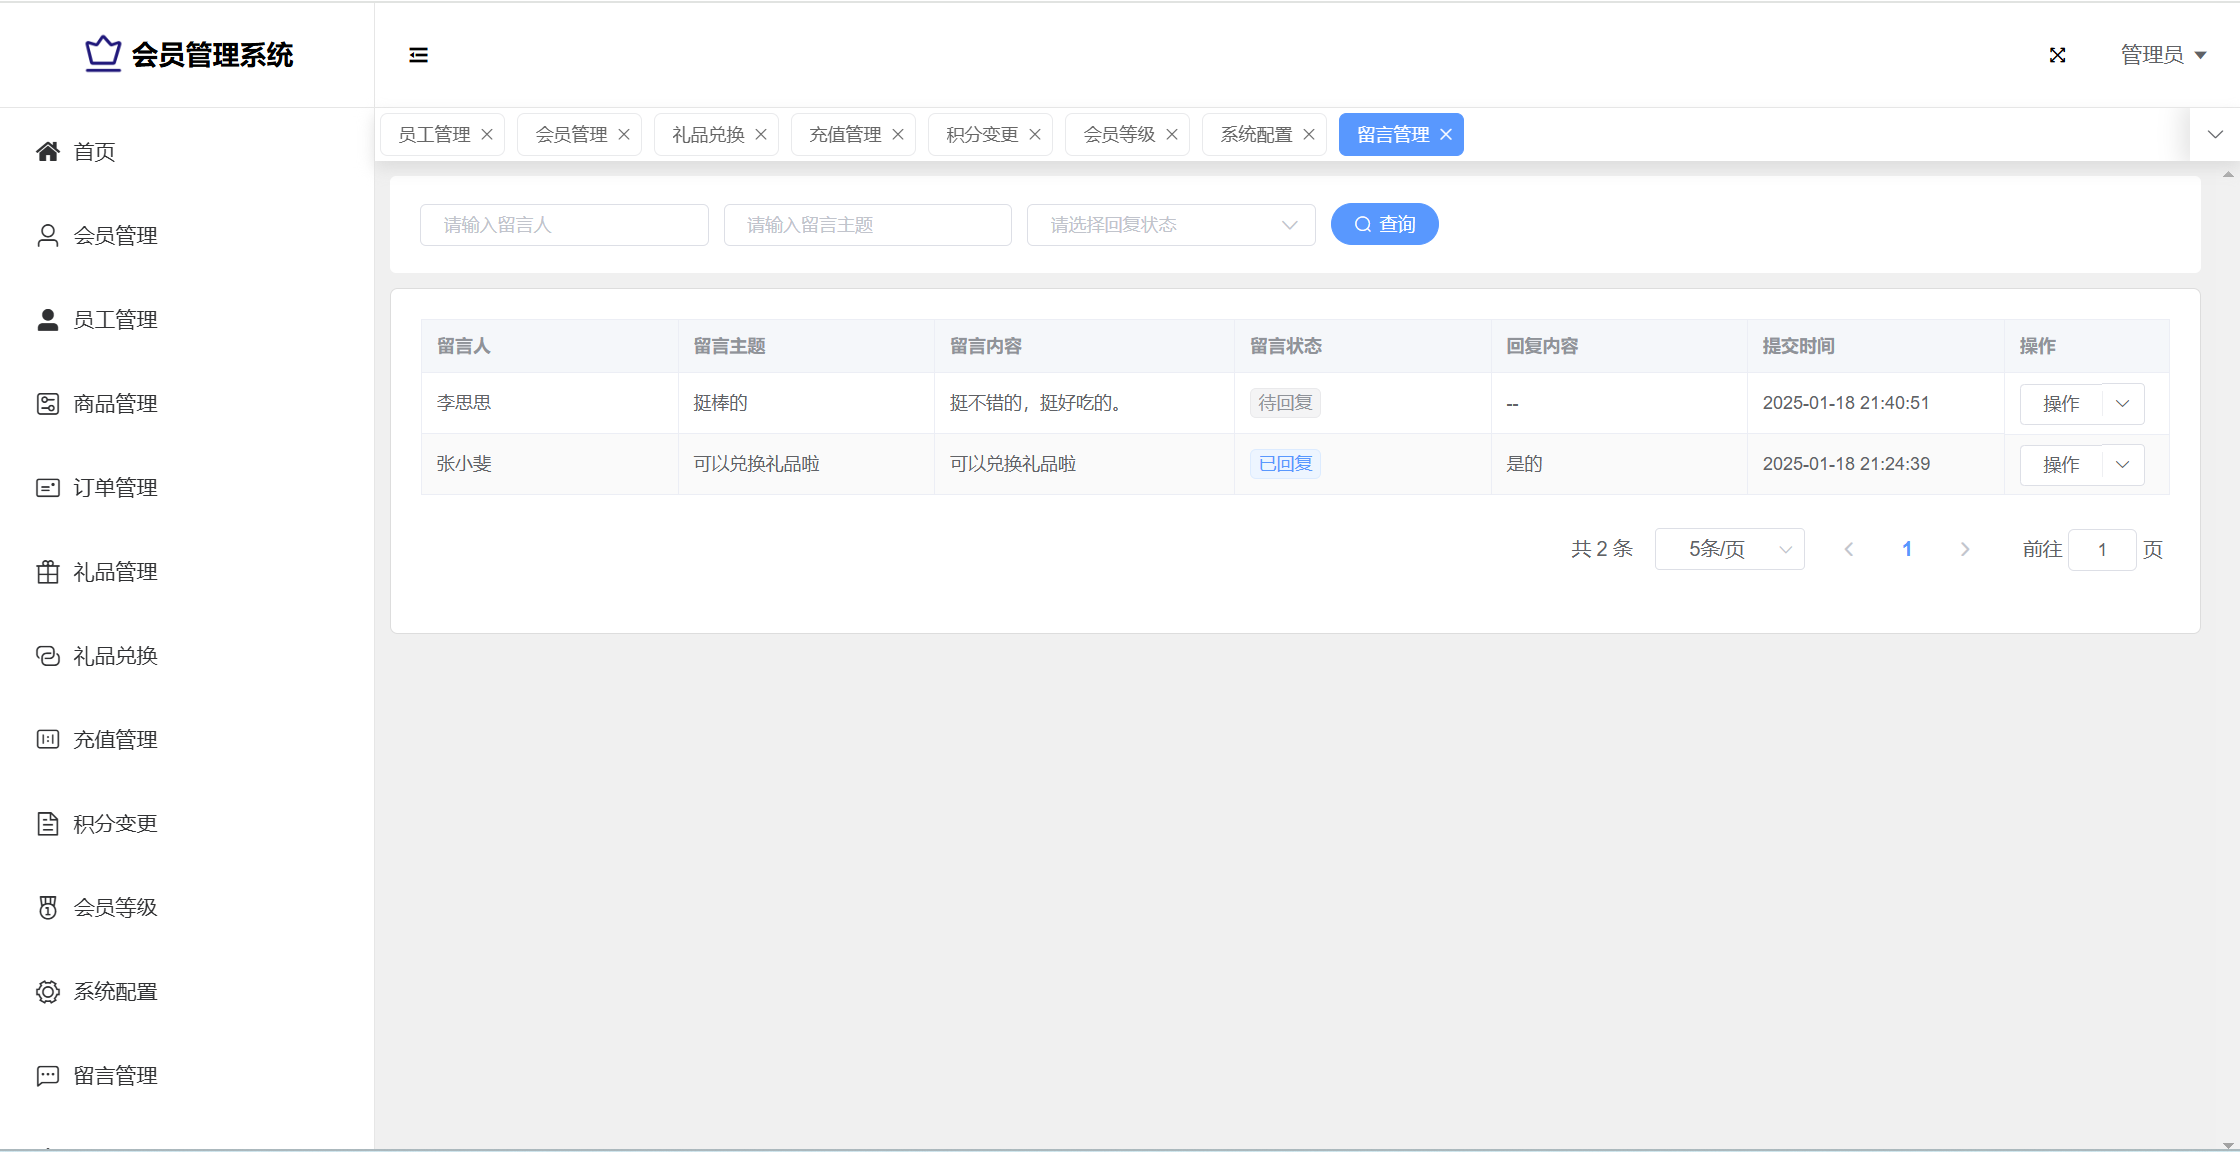 会员管理系统
管理员
首页
会员管理
员工管理
商品管理
订单管理
礼品管理
礼品兑换
充值管理
积分变更
会员等级
系统配置
留言管理
员工管理 会员管理 礼品兑换 充值管理 积分变更 会员等级 系统配置 留言管理
请输入留言人 请输入留言主题 请选择回复状态 查询
留言人 留言主题 留言内容 留言状态 回复内容 提交时间 操作
李思思 挺棒的 挺不错的，挺好吃的。 待回复 -- 2025-01-18 21:40:51 操作
张小斐 可以兑换礼品啦 可以兑换礼品啦 已回复 是的 2025-01-18 21:24:39 操作
共 2 条 5条/页 1 前往 1 页